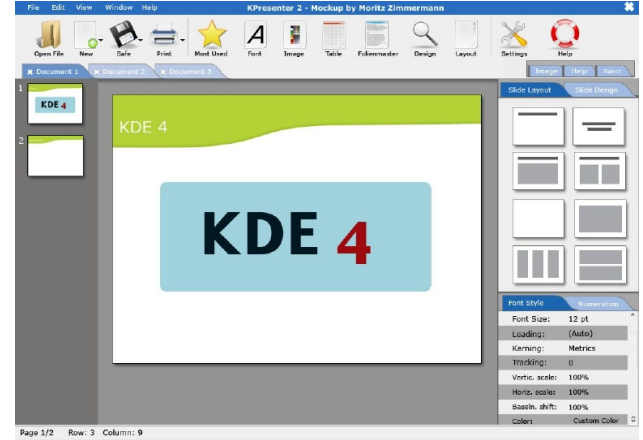 File Edit View Window Help KPresenter 2 - Mockup by Moritz Zimmermann
Open File New Safe Print Most Used Font Image Table Folienmaster Design Layout Settings Help
Document 1 Document 2 Document 3 Image Help Paint
1
KDE 4
2
KDE 4
KDE 4
Slide Layout Slide Design
Font Style Numeration
Font Size: 12 pt
Leading: (Auto)
Kerning: Metrics
Tracking: 0
Vertic. scale: 100%
Horiz. scale: 100%
Baseln. shift: 100%
Color: Custom Color
Page 1/2 Row: 3 Column: 9